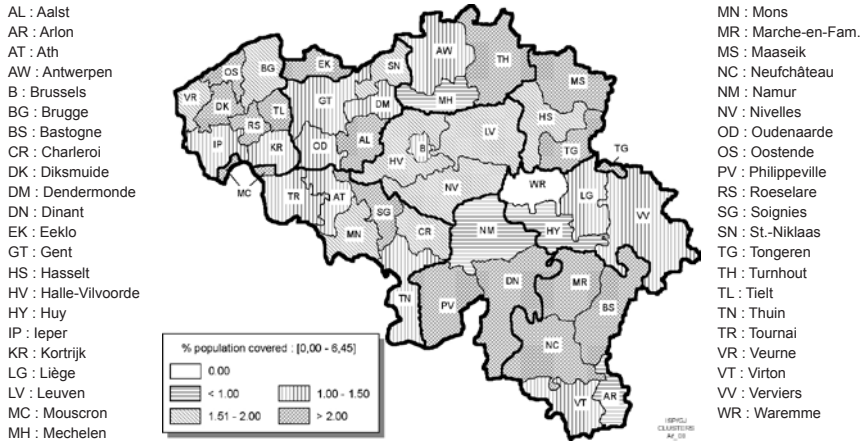 AL : Aalst
AR : Arlon
AT : Ath
AW : Antwerpen
B : Brussels
BG : Brugge
BS : Bastogne
CR : Charleroi
DK : Diksmuide
DM : Dendermonde
DN : Dinant
EK : Eeklo
GT : Gent
HS : Hasselt
HV : Halle-Vilvoorde
HY : Huy
IP : Ieper
KR : Kortrijk
LG : Liège
LV : Leuven
MC : Mouscron
MH : Mechelen
AW
TH
EK
SN
BG
OS
MS
VR
GT
DM
MH
DK
TL
HS
RS
LV
AL
IP
KR
OD
B
TG
TG
HV
MC
WR
TR
AT
NV
LG
SG
VV
MN
CR
NM
HY
DN
MR
TN
PV
BS
NC
VT
AR
% population covered : [0,00 - 6,45]
0.00
< 1.00
1.00 - 1.50
1.51 - 2.00
> 2.00
CLUSTERS
MN : Mons
MR : Marche-en-Fam.
MS : Maaseik
NC : Neufchâteau
NM : Namur
NV : Nivelles
OD : Oudenaarde
OS : Oostende
PV : Philippeville
RS : Roeselare
SG : Soignies
SN : St.-Niklaas
TG : Tongeren
TH : Turnhout
TL : Tielt
TN : Thuin
TR : Tournai
VR : Veurne
VT : Virton
VV : Verviers
WR : Waremme